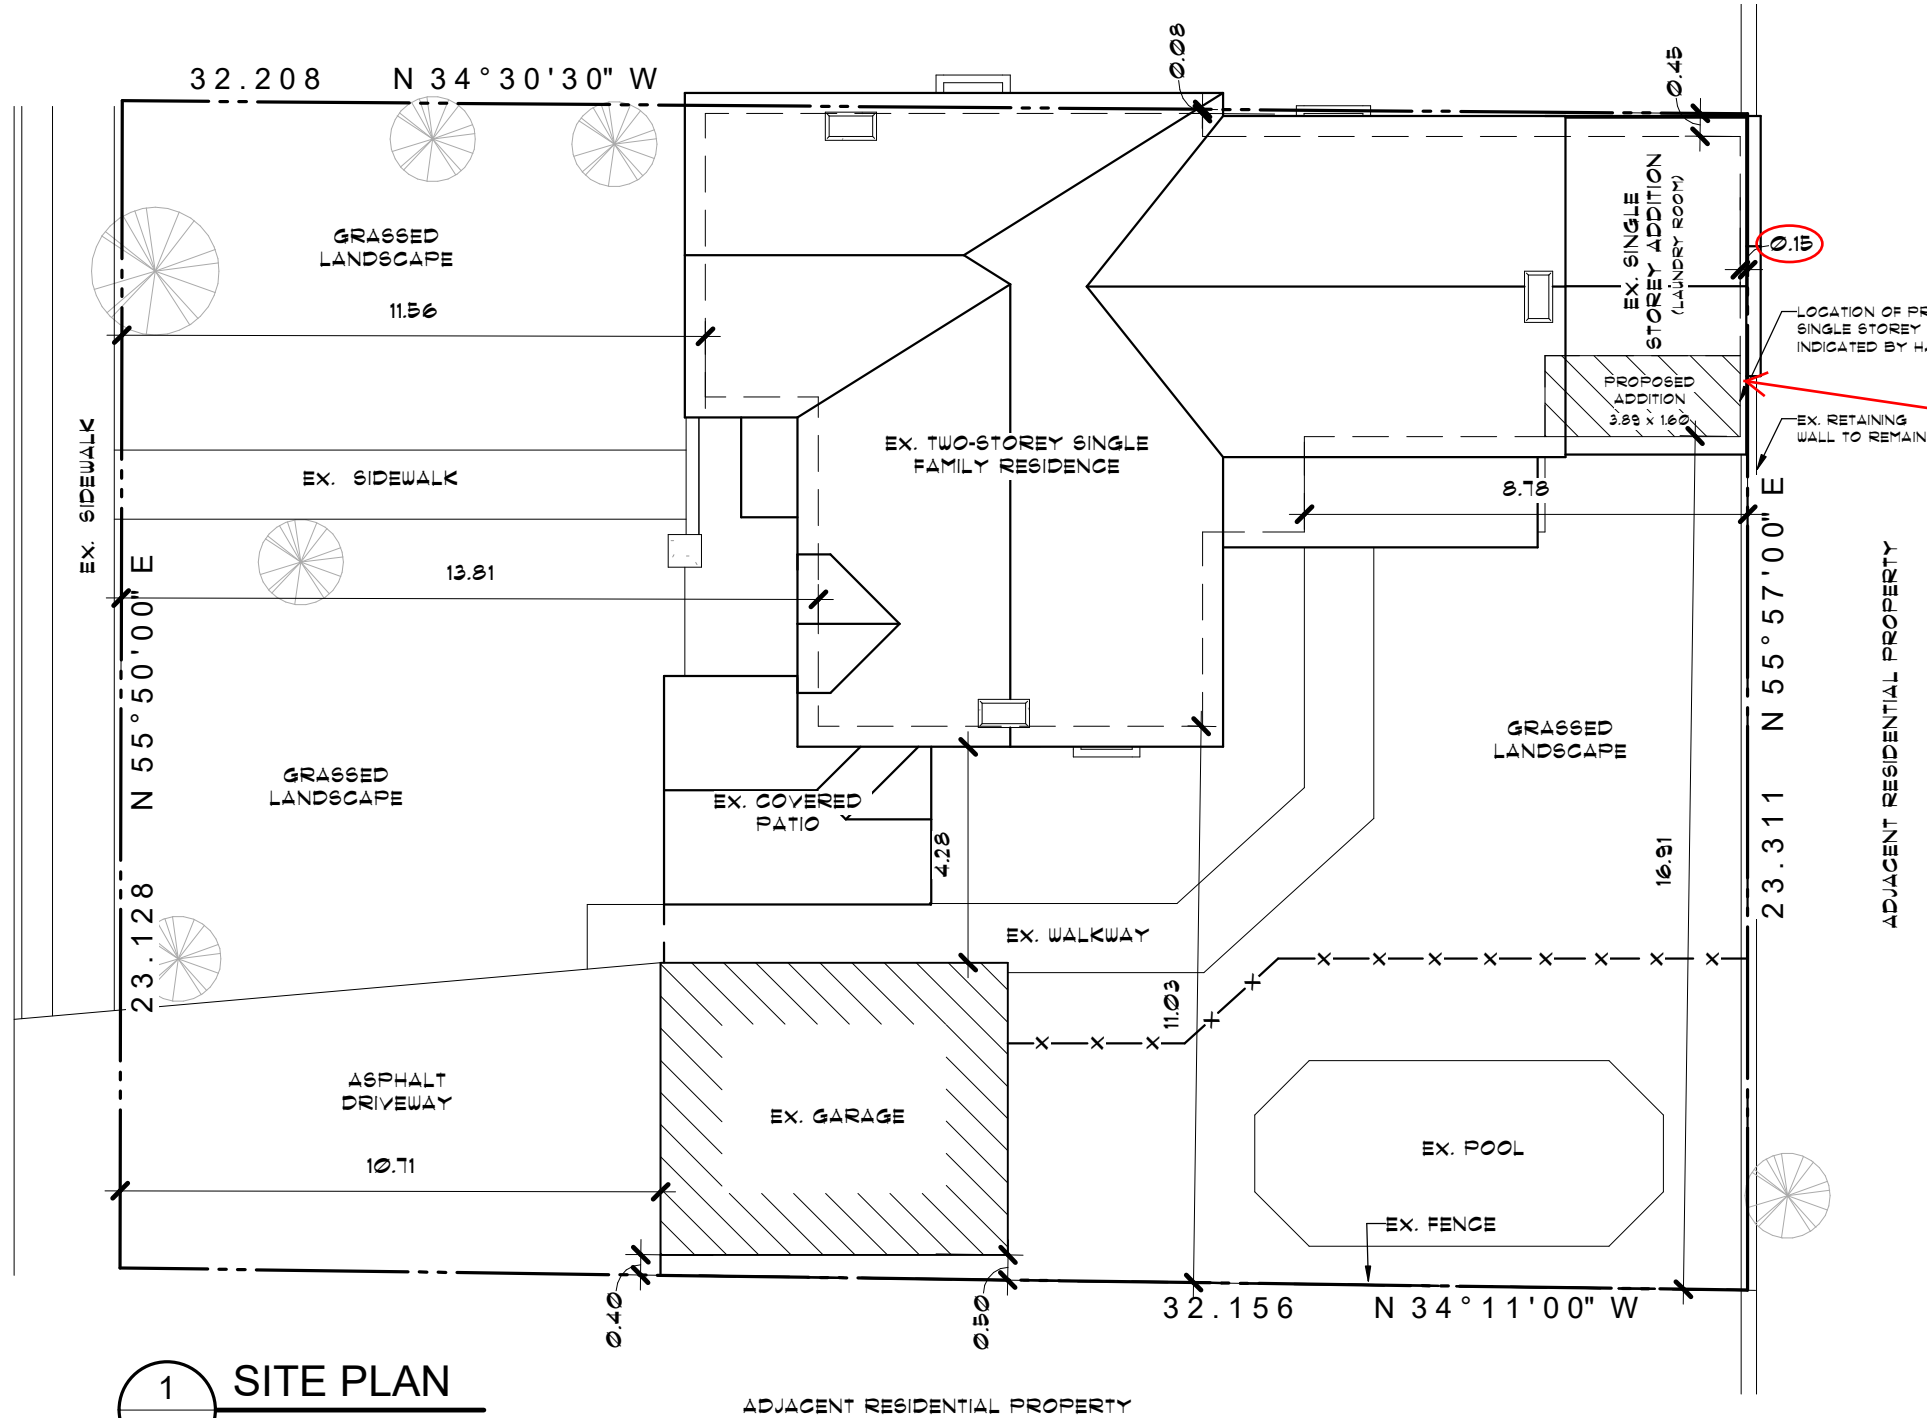 32.208 N 34°30'30" W
0.08
0.45
GRASSED
LANDSCAPE
11.56
EX. SINGLE
STOREY ADDITION
(LAUNDRY ROOM)
0.15
LOCATION OF
SINGLE STOREY
INDICATED BY
PROPOSED
ADDITION
3.89 x 1.60
EX. RETAINING
WALL TO REMAIN
EX. SIDEWALK
EX. SIDEWALK
EX. TWO-STOREY SINGLE
FAMILY RESIDENCE
8.78
13.81
N 55°50'00" E
23.128
N 55°57'00" E
23.311
ADJACENT RESIDENTIAL PROPERTY
GRASSED
LANDSCAPE
GRASSED
LANDSCAPE
EX. COVERED
PATIO
4.28
16.91
EX. WALKWAY
11.03
ASPHALT
DRIVEWAY
EX. GARAGE
EX. POOL
10.71
EX. FENCE
0.40
0.50
32.156 N 34°11'00" W
1 SITE PLAN
ADJACENT RESIDENTIAL PROPERTY